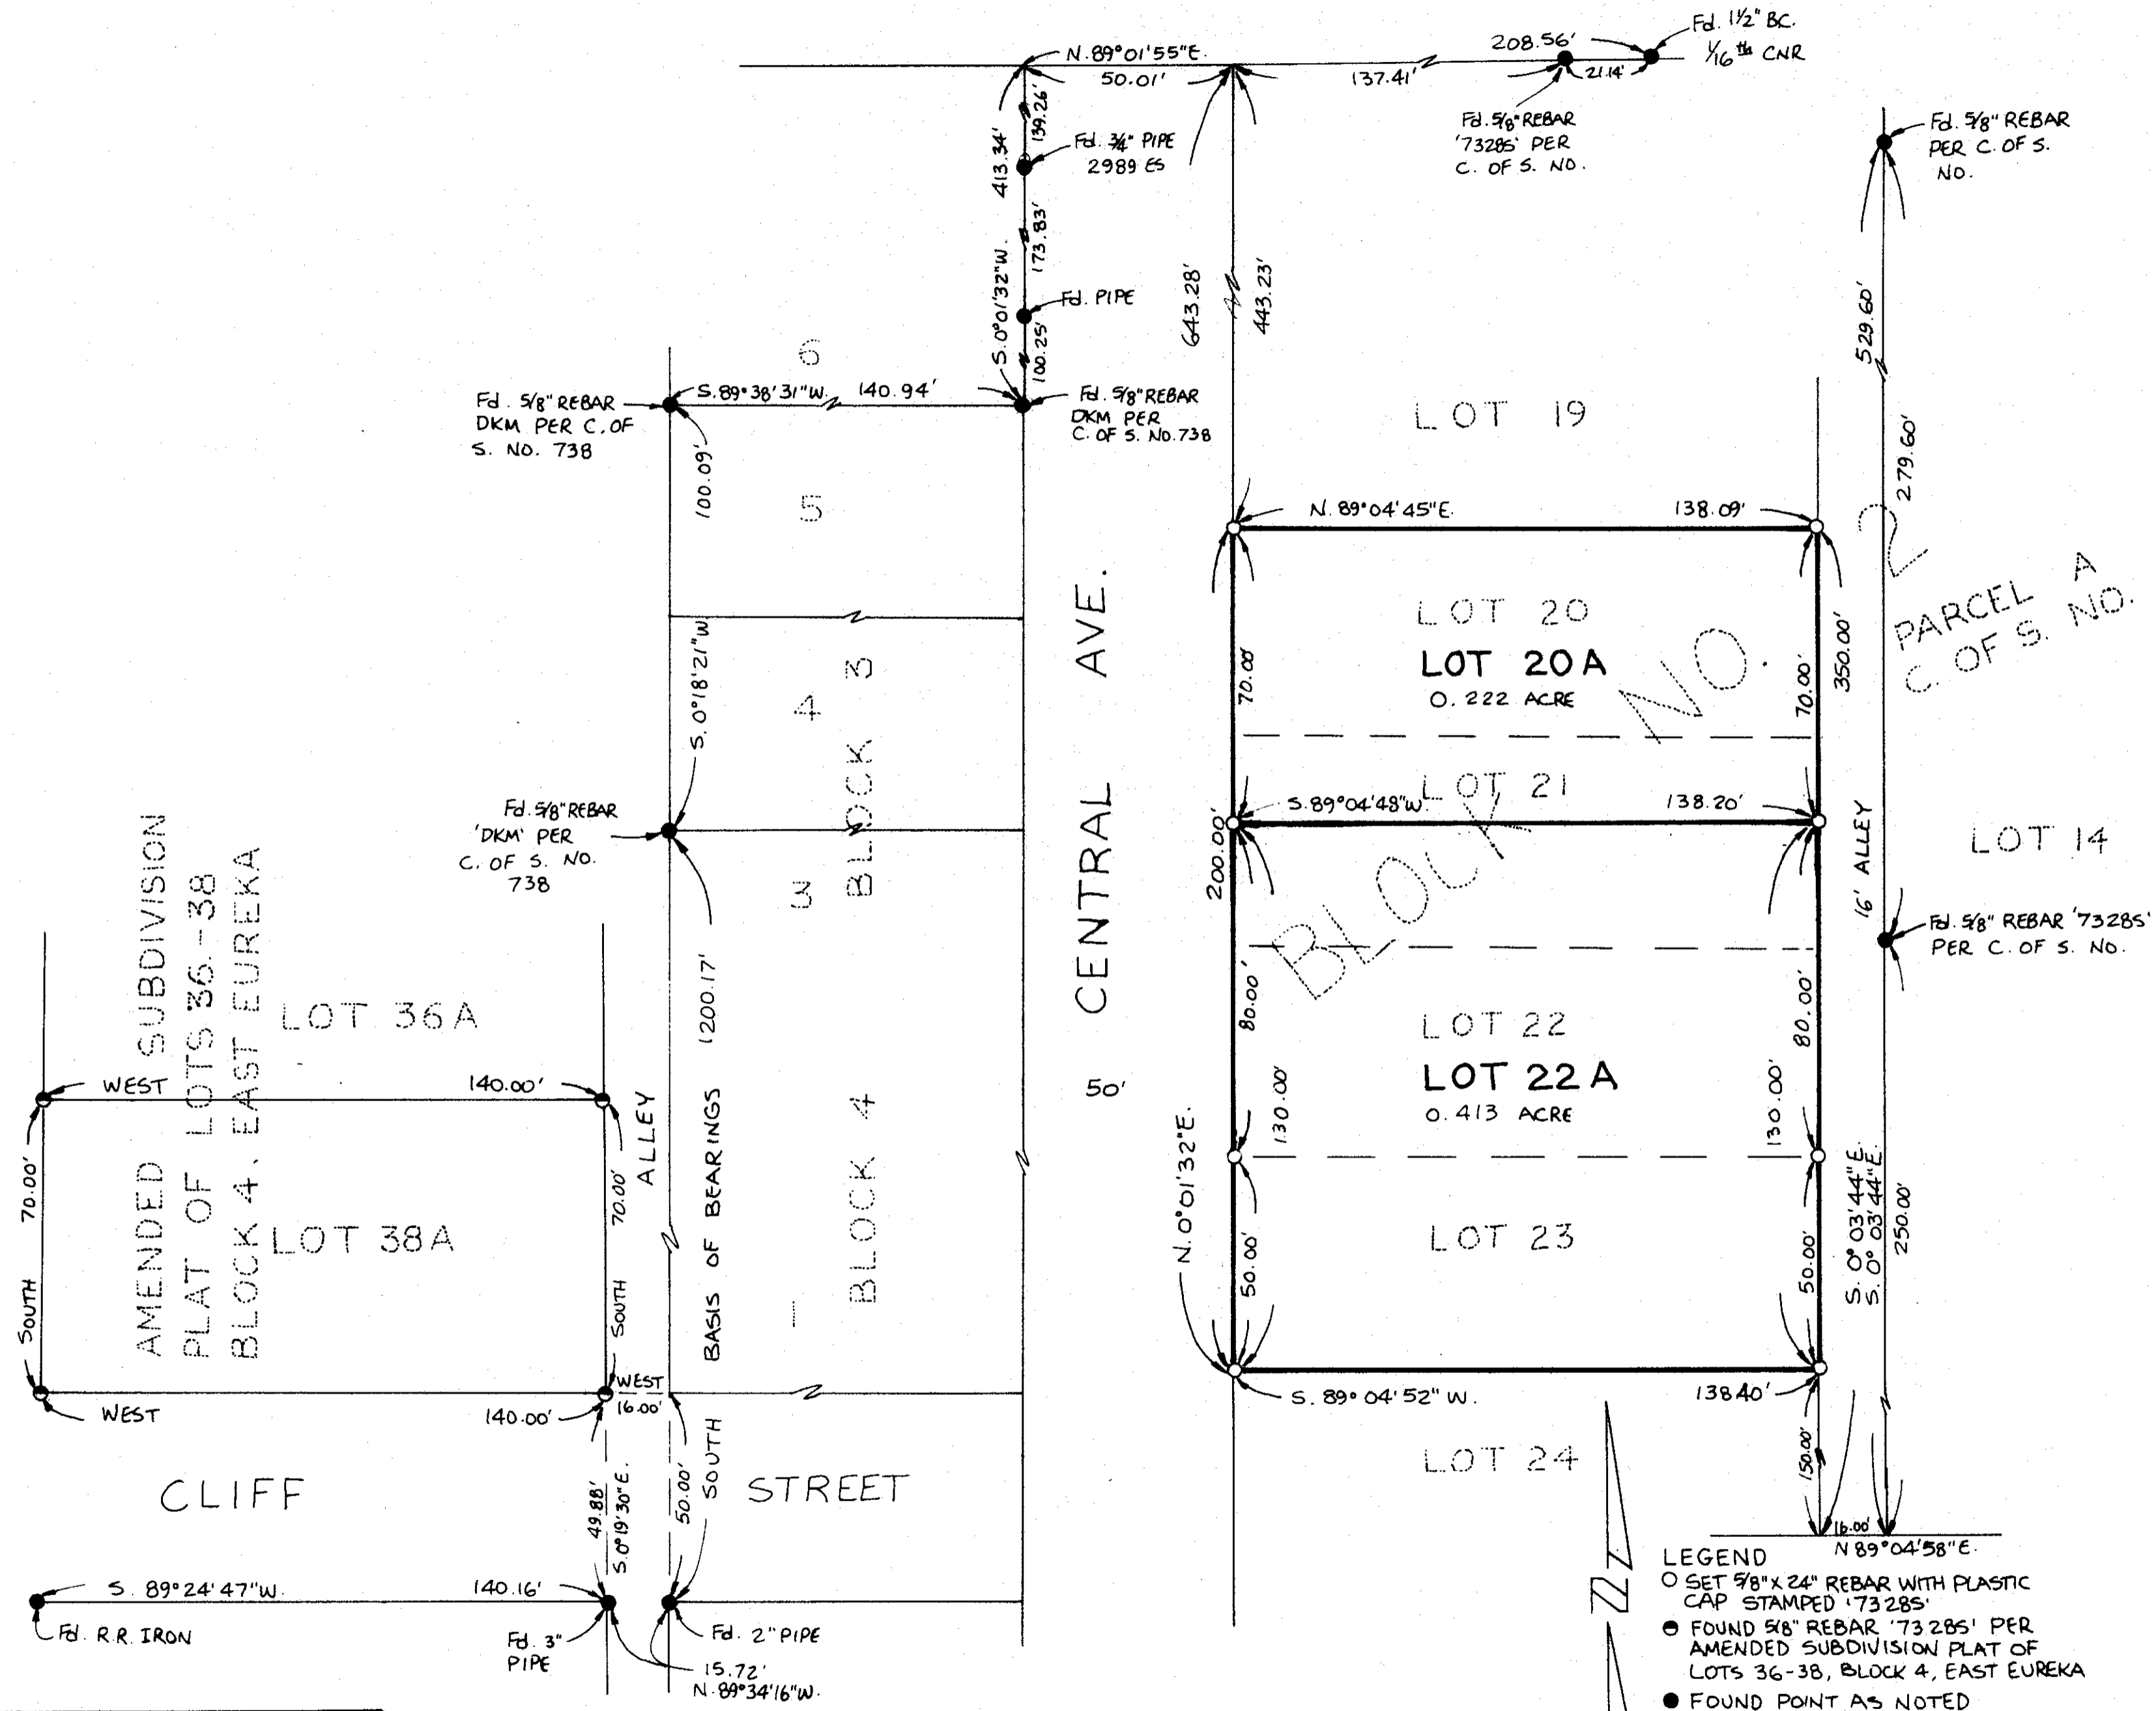 N. 89°01'55"E.
50.01'
137.41'
208.56'
21.14'
Fd. 1½" BC.
1/16 th CNR
Fd. 5/8" REBAR
'7328S' PER
C. OF S. NO.
Fd. 5/8" REBAR
PER C. OF S.
NO.
139.26'
413.34'
Fd. ¾" PIPE
2989 ES
173.83'
S. 0°01'32"W.
Fd. PIPE
100.25'
643.28'
443.23'
529.60'
279.60'
6
S. 89°38'31"W. 140.94'
Fd. 5/8" REBAR
DKM PER C. OF
S. NO. 738
Fd. 5/8" REBAR
DKM PER
C. OF S. NO. 738
100.09'
5
LOT 19
N. 89°04'45"E. 138.09'
LOT 20
LOT 20A
0.222 ACRE
70.00'
70.00'
350.00'
PARCEL A
C. OF S. NO.
S. 0°18'21"W
4
BLOCK 3
CENTRAL AVE.
50'
BLOCK NO. 2
LOT 21
S. 89°04'48"W. 138.20'
200.00'
16' ALLEY
LOT 14
Fd. 5/8" REBAR
'DKM' PER
C. OF S. NO.
738
3
Fd. 5/8" REBAR '7328S'
PER C. OF S. NO.
80.00'
80.00'
LOT 22
LOT 22A
0.413 ACRE
130.00'
130.00'
AMENDED SUBDIVISION
PLAT OF LOTS 36-38
BLOCK 4, EAST EUREKA
LOT 36A
WEST 140.00'
SOUTH 70.00'
SOUTH 70.00'
LOT 38A
ALLEY
BASIS OF BEARINGS 1200.17'
BLOCK 4
1
N. 0°01'32"E.
50.00'
50.00'
LOT 23
S. 0°03'44"E.
S. 0°03'44"E.
250.00'
S. 89°04'52" W. 138.40'
WEST
16.00'
WEST 140.00'
LOT 24
150.00'
16.00'
N 89°04'58"E.
CLIFF STREET
49.88'
S. 0°19'30"E.
50.00'
SOUTH
S. 89°24'47"W. 140.16'
Fd. R.R. IRON
Fd. 3"
PIPE
Fd. 2" PIPE
15.72'
N. 89°34'16"W.
LEGEND
SET 5/8" X 24" REBAR WITH PLASTIC
CAP STAMPED '7328S'
FOUND 5/8" REBAR '7328S' PER
AMENDED SUBDIVISION PLAT OF
LOTS 36-38, BLOCK 4, EAST EUREKA
FOUND POINT AS NOTED